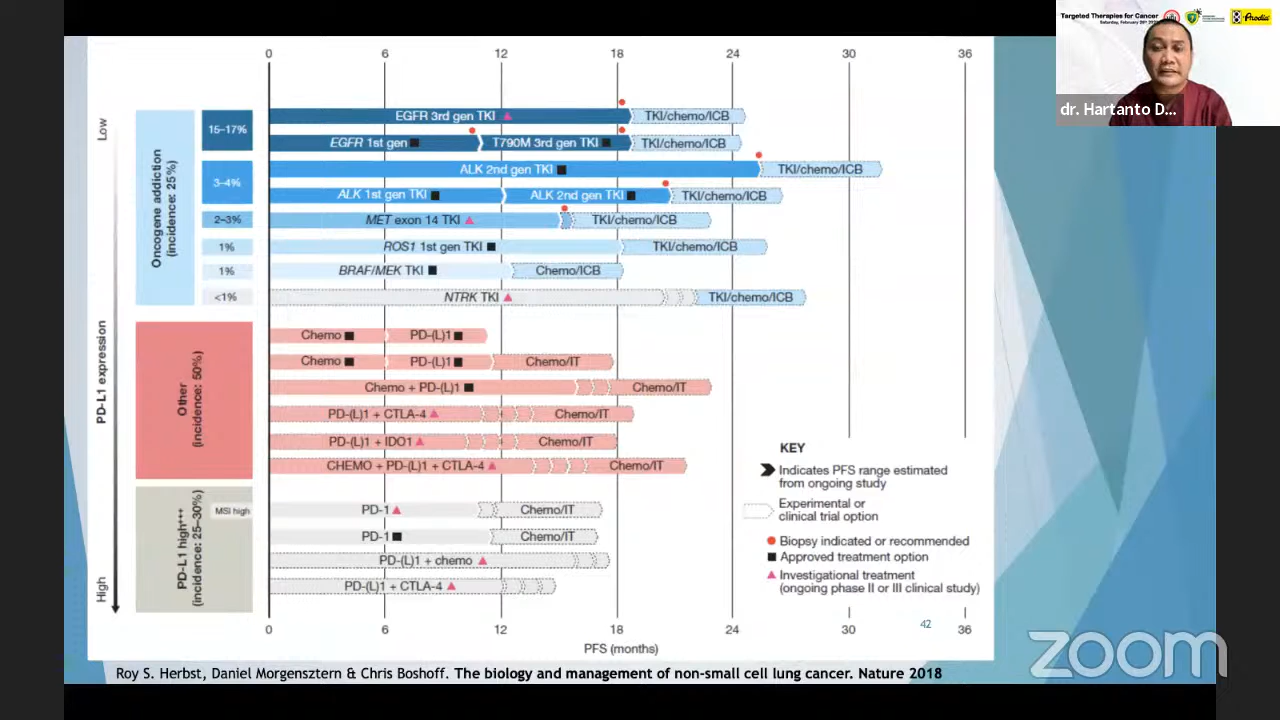 Targeted Therapies for Cancer
Prodia
dr. Hartanto D...
0 6 12 18 24 30 36
Low
PD-L1 expression
High
Oncogene addiction
(incidence: 25%)
15–17%
EGFR 3rd gen TKI
TKI/chemo/ICB
EGFR 1st gen
T790M 3rd gen TKI
TKI/chemo/ICB
3–4%
ALK 2nd gen TKI
TKI/chemo/ICB
ALK 1st gen TKI
ALK 2nd gen TKI
TKI/chemo/ICB
2–3%
MET exon 14 TKI
TKI/chemo/ICB
1%
ROS1 1st gen TKI
TKI/chemo/ICB
1%
BRAF/MEK TKI
Chemo/ICB
<1%
NTRK TKI
TKI/chemo/ICB
Other
(incidence: 50%)
Chemo
PD-(L)1
Chemo
PD-(L)1
Chemo/IT
Chemo + PD-(L)1
Chemo/IT
PD-(L)1 + CTLA-4
Chemo/IT
PD-(L)1 + IDO1
Chemo/IT
CHEMO + PD-(L)1 + CTLA-4
Chemo/IT
PD-L1 high+++
(incidence: 25–30%)
MSI high
PD-1
Chemo/IT
PD-1
Chemo/IT
PD-(L)1 + chemo
PD-(L)1 + CTLA-4
KEY
Indicates PFS range estimated
from ongoing study
Experimental or
clinical trial option
Biopsy indicated or recommended
Approved treatment option
Investigational treatment
(ongoing phase II or III clinical study)
0 6 12 18 24 30 36
PFS (months)
42
zoom
Roy S. Herbst, Daniel Morgensztern & Chris Boshoff. The biology and management of non-small cell lung cancer. Nature 2018